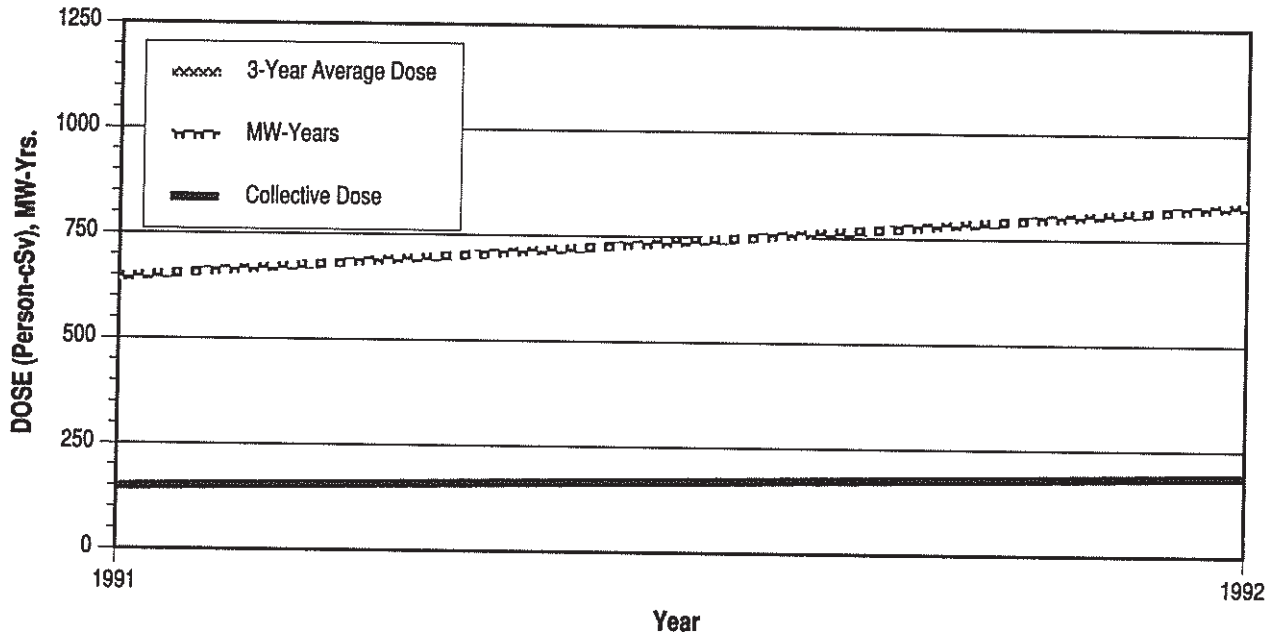 1250
1000
750
500
250
0
DOSE (Person-cSv), MW-Yrs.
3-Year Average Dose
MW-Years
Collective Dose
1991
1992
Year